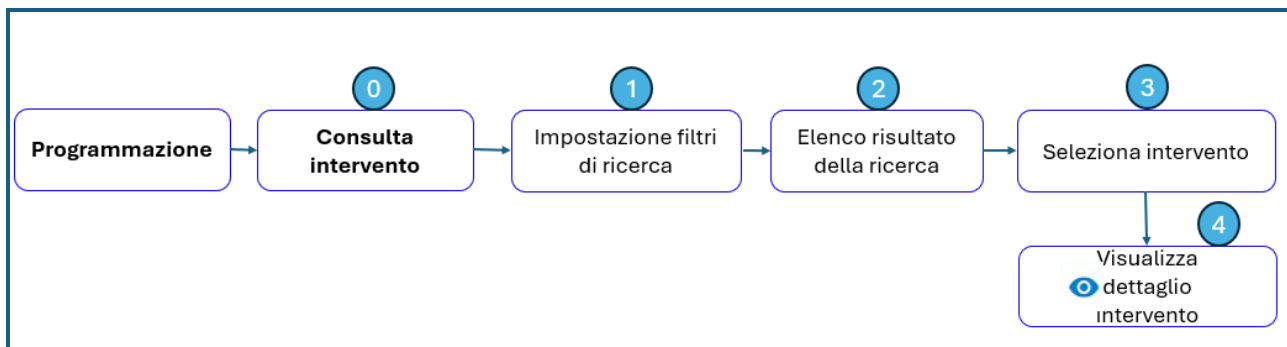 0
1
2
3
Programmazione
Consulta
intervento
Impostazione filtri
di ricerca
Elenco risultato
della ricerca
Seleziona intervento
4
Visualizza
dettaglio
intervento